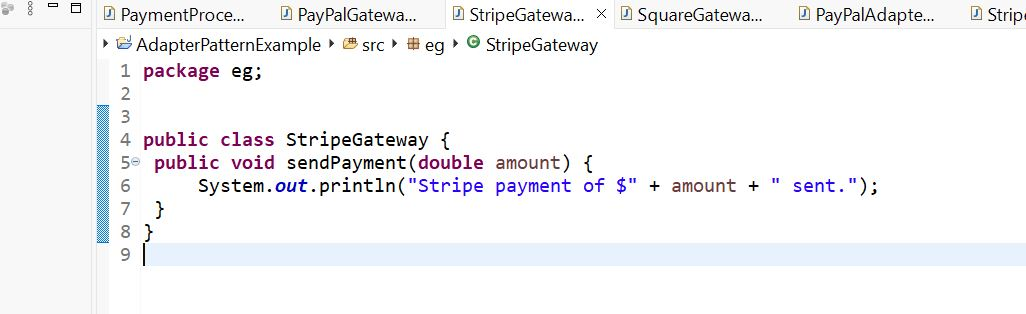 PaymentProce... PayPalGatewa... StripeGatewa... SquareGatewa... PayPalAdapte... Stripe
AdapterPatternExample src eg StripeGateway
1 package eg;
2
3
4 public class StripeGateway {
5 public void sendPayment(double amount) {
6 System.out.println("Stripe payment of $" + amount + " sent.");
7 }
8 }
9